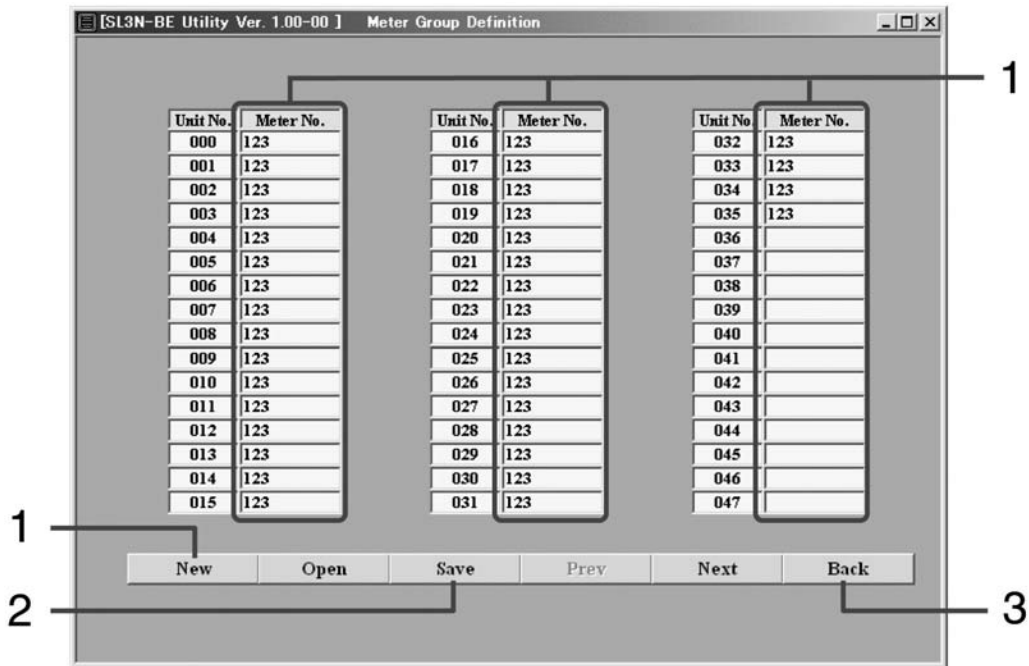 [SL3N-BE Utility Ver. 1.00-00 ] Meter Group Definition
1
Unit No. Meter No. Unit No. Meter No. Unit No. Meter No.
000 123 016 123 032 123
001 123 017 123 033 123
002 123 018 123 034 123
003 123 019 123 035 123
004 123 020 123 036
005 123 021 123 037
006 123 022 123 038
007 123 023 123 039
008 123 024 123 040
009 123 025 123 041
010 123 026 123 042
011 123 027 123 043
012 123 028 123 044
013 123 029 123 045
014 123 030 123 046
015 123 031 123 047
1
New Open Save Prev Next Back
2 3